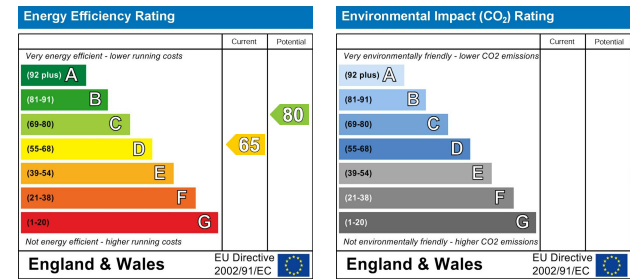 Energy Efficiency Rating
Current Potential
Very energy efficient - lower running costs
(92 plus) A
(81-91) B
(69-80) C
(55-68) D
(39-54) E
(21-38) F
(1-20) G
65
80
Not energy efficient - higher running costs
England & Wales
EU Directive
2002/91/EC
Environmental Impact (CO₂) Rating
Current Potential
Very environmentally friendly - lower CO2 emissions
(92 plus) A
(81-91) B
(69-80) C
(55-68) D
(39-54) E
(21-38) F
(1-20) G
Not environmentally friendly - higher CO2 emissions
England & Wales
EU Directive
2002/91/EC